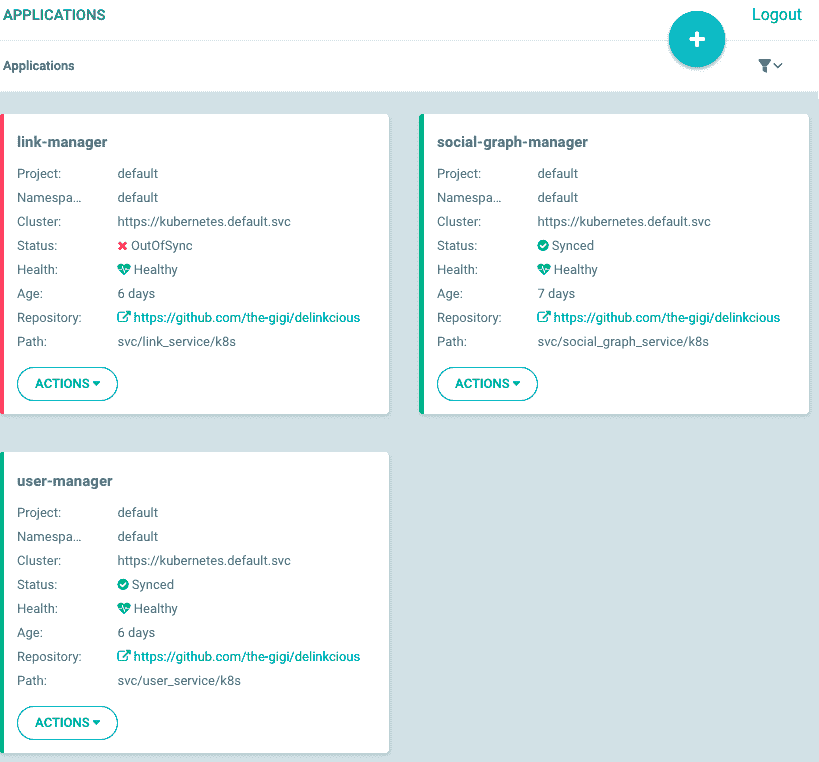 APPLICATIONS
Logout
Applications
link-manager
Project: default
Namespa... default
Cluster: https://kubernetes.default.svc
Status: OutOfSync
Health: Healthy
Age: 6 days
Repository: https://github.com/the-gigi/delinkcious
Path: svc/link_service/k8s
ACTIONS
social-graph-manager
Project: default
Namespa... default
Cluster: https://kubernetes.default.svc
Status: Synced
Health: Healthy
Age: 7 days
Repository: https://github.com/the-gigi/delinkcious
Path: svc/social_graph_service/k8s
ACTIONS
user-manager
Project: default
Namespa... default
Cluster: https://kubernetes.default.svc
Status: Synced
Health: Healthy
Age: 6 days
Repository: https://github.com/the-gigi/delinkcious
Path: svc/user_service/k8s
ACTIONS